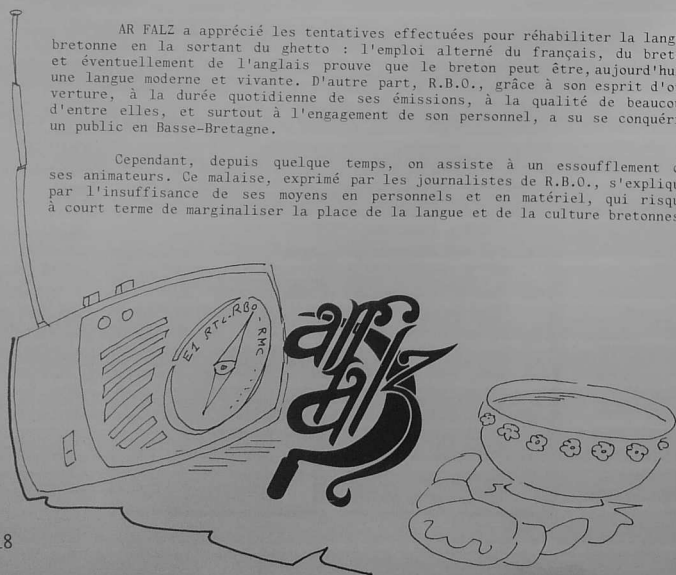 AR FALZ a apprécié les tentatives effectuées pour réhabiliter la lang
bretonne en la sortant du ghetto : l'emploi alterné du français, du bret
et éventuellement de l'anglais prouve que le breton peut être,aujourd'hu
une langue moderne et vivante. D'autre part, R.B.O., grâce à son esprit d'o
verture, à la durée quotidienne de ses émissions, à la qualité de beaucou
d'entre elles, et surtout à l'engagement de son personnel, a su se conquéri
un public en Basse-Bretagne.
Cependant, depuis quelque temps, on assiste à un essoufflement d
ses animateurs. Ce malaise, exprimé par les journalistes de R.B.O., s'expliqu
par l'insuffisance de ses moyens en personnels et en matériel, qui risqu
à court terme de marginaliser la place de la langue et de la culture bretonnes
E1 RTL-RBO-RMC
ar falz
18